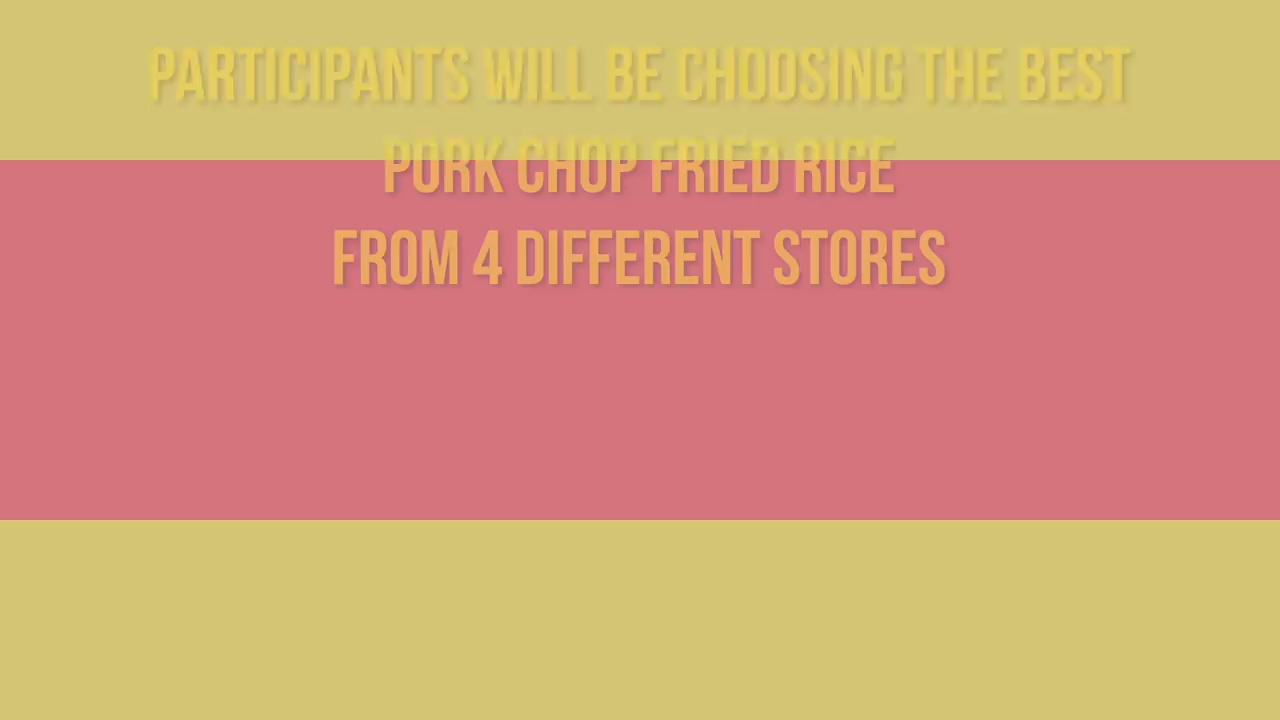 PARTICIPANTS WILL BE CHOOSING THE BEST
PORK CHOP FRIED RICE
FROM 4 DIFFERENT STORES